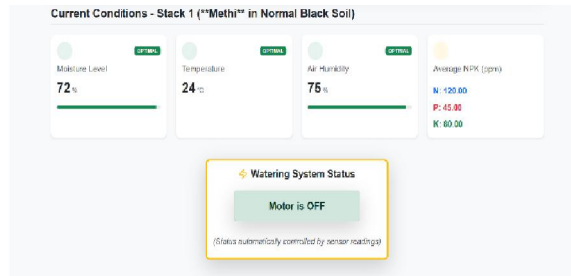 Current Conditions - Stack 1 (**Methi** in Normal Black Soil)
OPTIMAL
Moisture Level
72 %
OPTIMAL
Temperature
24 °C
OPTIMAL
Air Humidity
75 %
Average NPK (ppm)
N: 120.00
P: 45.00
K: 80.00
⚡ Watering System Status
Motor is OFF
(Status automatically controlled by sensor readings)